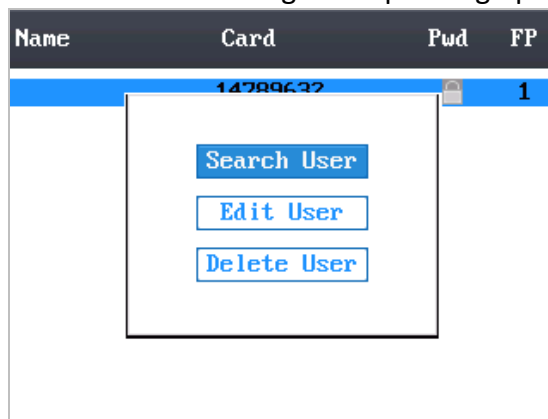 Name Card Pwd FP
14789632 1
Search User
Edit User
Delete User